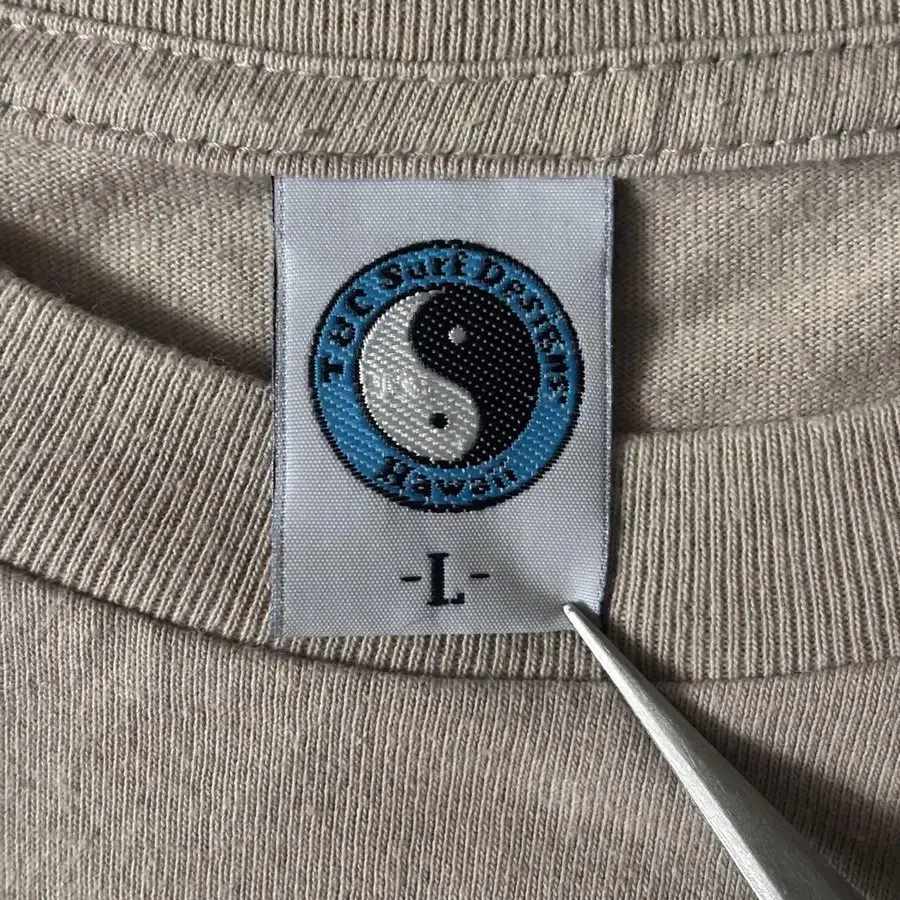 T&C Surf Designs
Hawaii
-L-